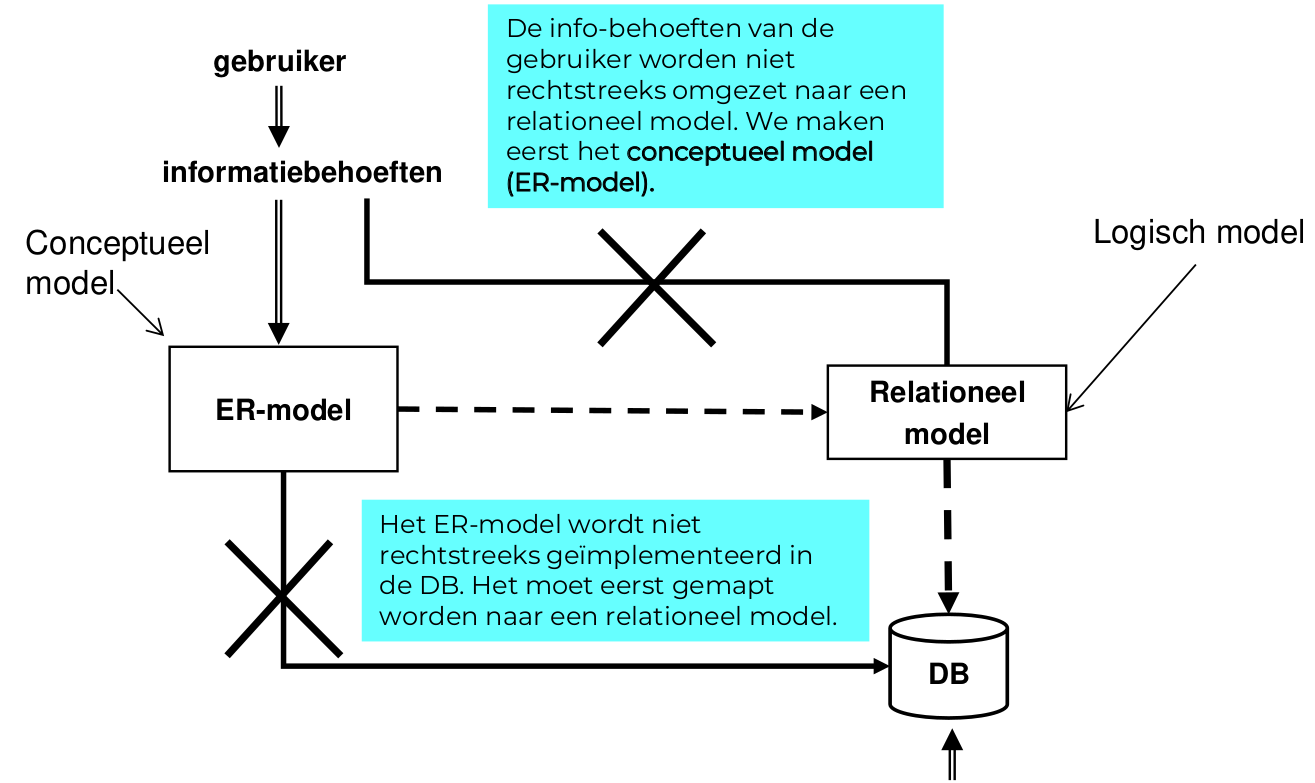 gebruiker
informatiebehoeften
De info-behoeften van de
gebruiker worden niet
rechtstreeks omgezet naar een
relationeel model. We maken
eerst het conceptueel model
(ER-model).
Conceptueel
model
Logisch model
ER-model
Relationeel
model
Het ER-model wordt niet
rechtstreeks geïmplementeerd in
de DB. Het moet eerst gemapt
worden naar een relationeel model.
DB